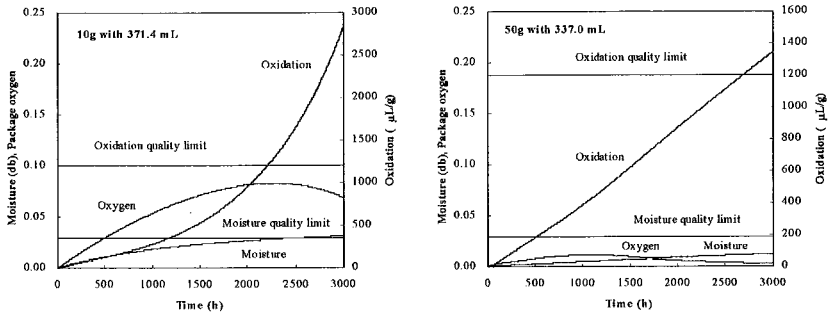 10g with 371.4 mL
Moisture (db), Package oxygen
0.25
0.20
0.15
0.10
0.05
0.00
Oxidation
Oxidation quality limit
Oxygen
Moisture quality limit
Moisture
3000
2500
2000
1500
1000
500
0
Oxidation ( μL/g)
0 500 1000 1500 2000 2500 3000
Time (h)
50g with 337.0 mL
Moisture (db), Package oxygen
0.25
0.20
0.15
0.10
0.05
0.00
Oxidation quality limit
Oxidation
Moisture quality limit
Oxygen Moisture
1600
1400
1200
1000
800
600
400
200
0
Oxidation ( μL/g)
0 500 1000 1500 2000 2500 3000
Time (h)